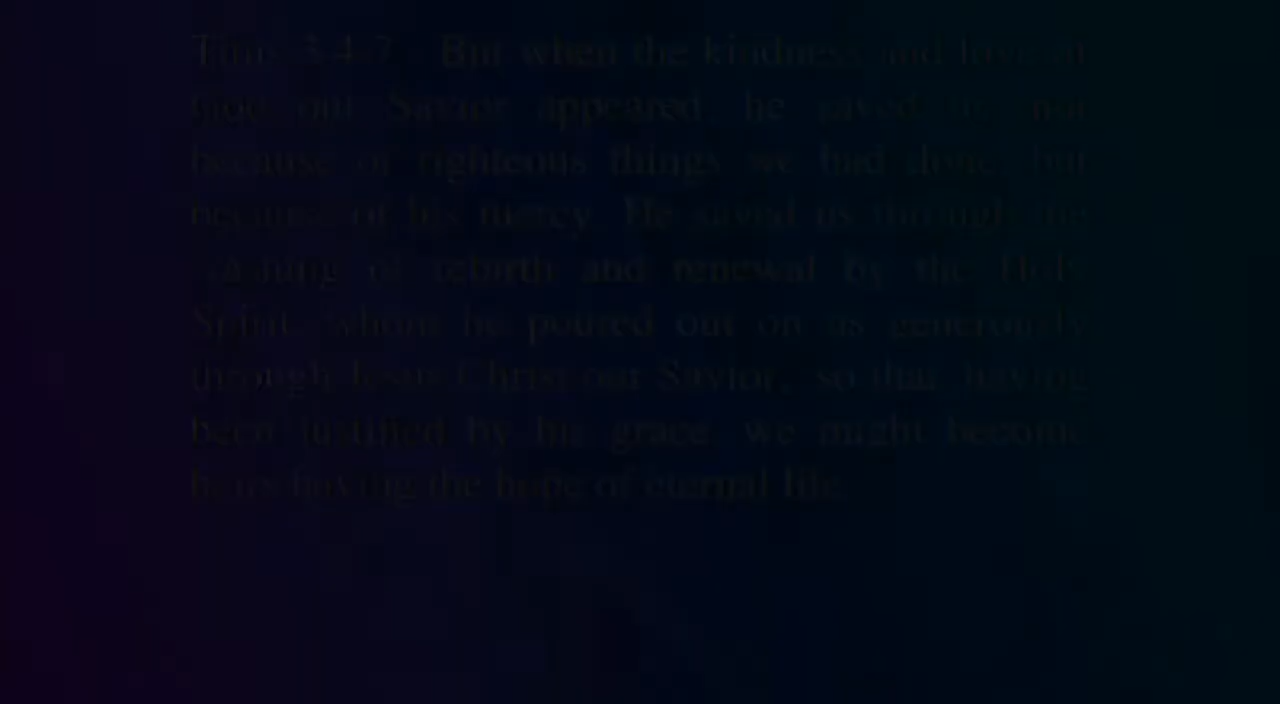 Titus 3:4-7 But when the kindness and love of
God our Savior appeared, he saved us, not
because of righteous things we had done, but
because of his mercy. He saved us through the
washing of rebirth and renewal by the Holy
Spirit, whom he poured out on us generously
through Jesus Christ our Savior, so that, having
been justified by his grace, we might become
heirs having the hope of eternal life.